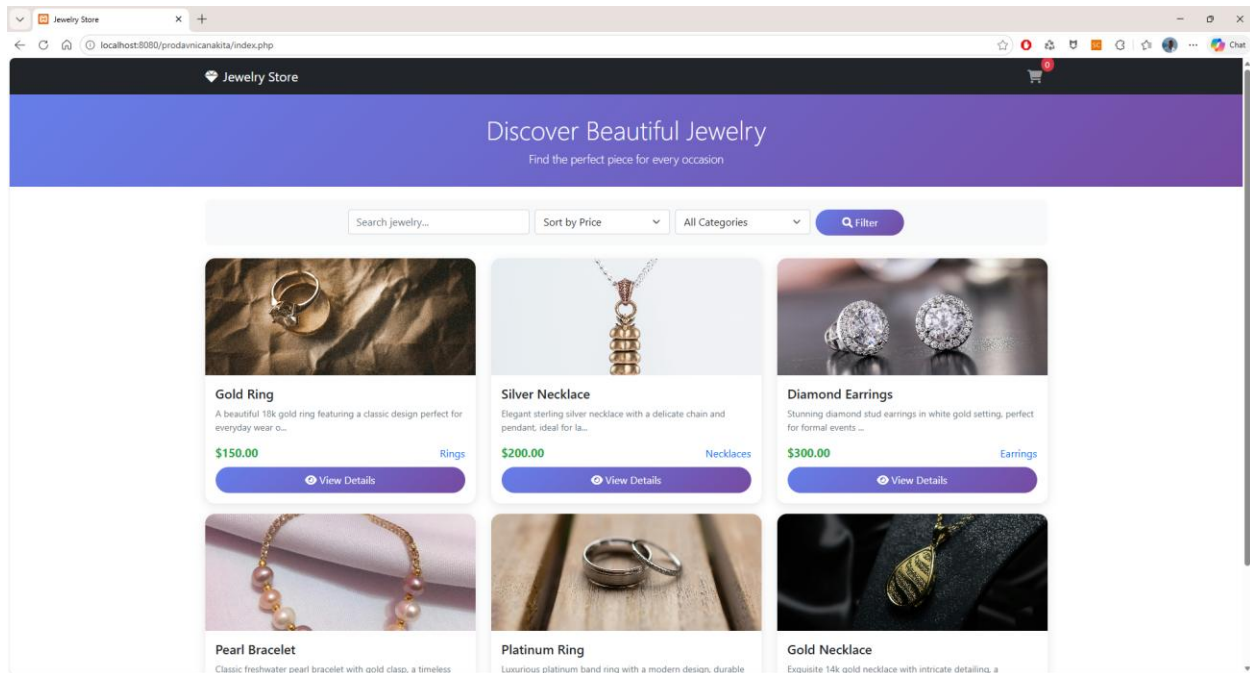 Jewelry Store
localhost:8080/prodavnicanakita/index.php
Chat
Jewelry Store
0
Discover Beautiful Jewelry
Find the perfect piece for every occasion
Search jewelry...
Sort by Price
All Categories
Filter
Gold Ring
A beautiful 18k gold ring featuring a classic design perfect for
everyday wear o...
$150.00
Rings
View Details
Silver Necklace
Elegant sterling silver necklace with a delicate chain and
pendant, ideal for la...
$200.00
Necklaces
View Details
Diamond Earrings
Stunning diamond stud earrings in white gold setting, perfect
for formal events ...
$300.00
Earrings
View Details
Pearl Bracelet
Classic freshwater pearl bracelet with gold clasp, a timeless
Platinum Ring
Luxurious platinum band ring with a modern design, durable
Gold Necklace
Exquisite 14k gold necklace with intricate detailing, a